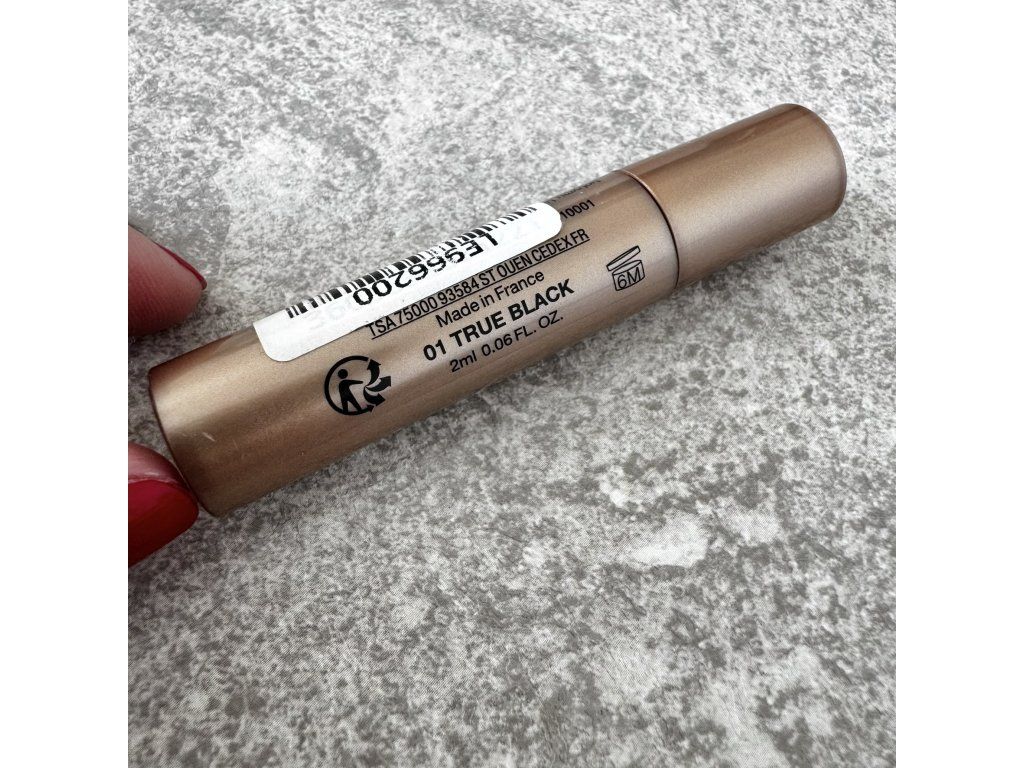 10001
LE966200
TSA 75000 93584 ST OUEN CEDEX FR
Made in France
01 TRUE BLACK
2ml 0.06 FL. OZ.
6M